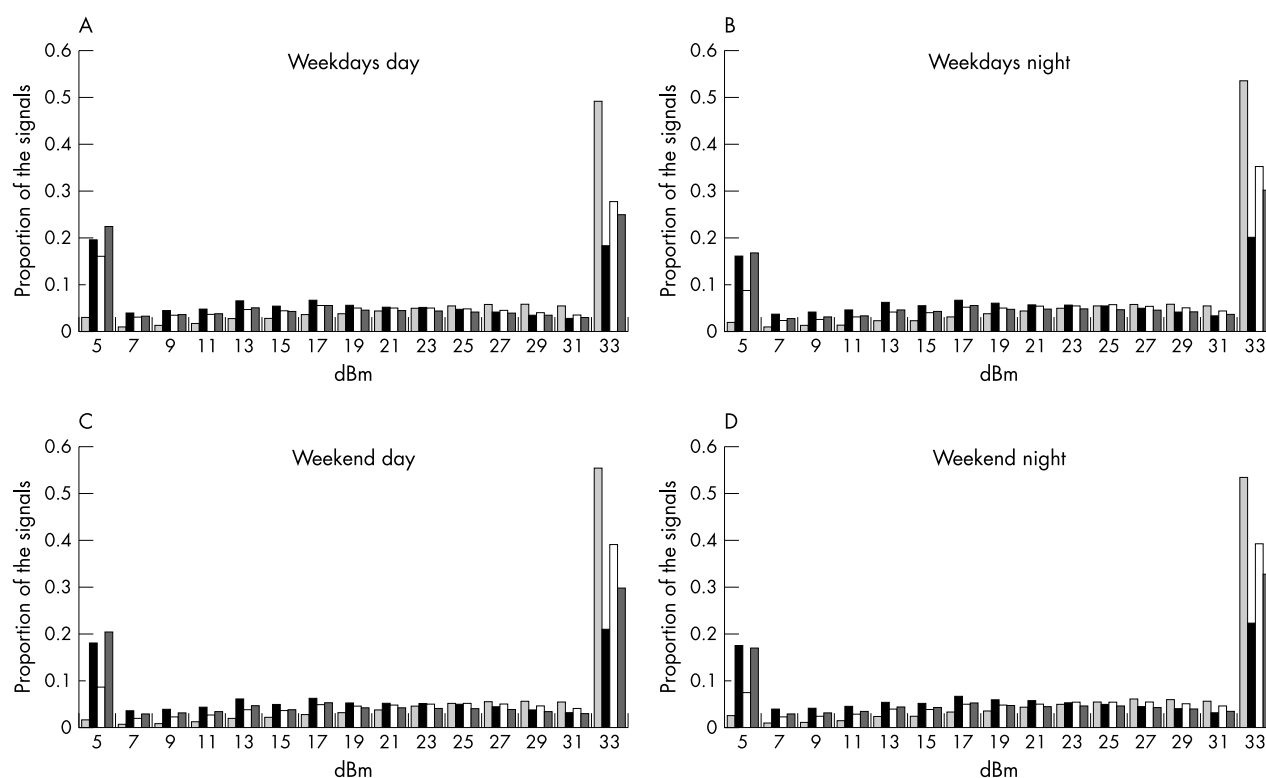 A
Weekdays day
Proportion of the signals
0.6
0.5
0.4
0.3
0.2
0.1
0
5 7 9 11 13 15 17 19 21 23 25 27 29 31 33
dBm
B
Weekdays night
Proportion of the signals
0.6
0.5
0.4
0.3
0.2
0.1
0
5 7 9 11 13 15 17 19 21 23 25 27 29 31 33
dBm
C
Weekend day
Proportion of the signals
0.6
0.5
0.4
0.3
0.2
0.1
0
5 7 9 11 13 15 17 19 21 23 25 27 29 31 33
dBm
D
Weekend night
Proportion of the signals
0.6
0.5
0.4
0.3
0.2
0.1
0
5 7 9 11 13 15 17 19 21 23 25 27 29 31 33
dBm